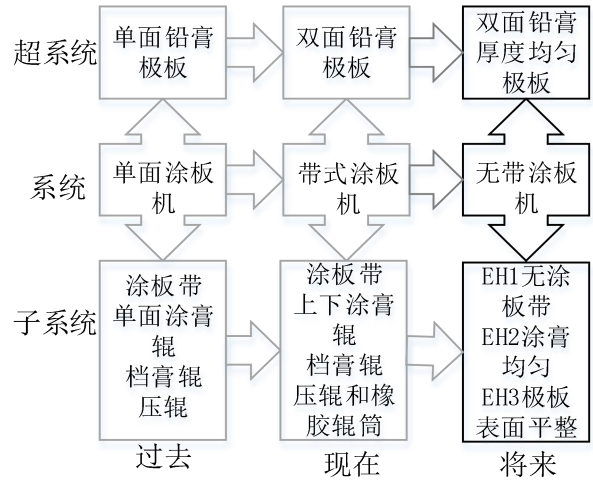 超系统
单面铅膏
极板
双面铅膏
极板
双面铅膏
厚度均匀
极板
系统
单面涂板
机
带式涂板
机
无带涂板
机
子系统
涂板带
单面涂膏
辊
档膏辊
压辊
涂板带
上下涂膏
辊
档膏辊
压辊和橡
胶辊筒
EH1无涂
板带
EH2涂膏
均匀
EH3极板
表面平整
过去
现在
将来